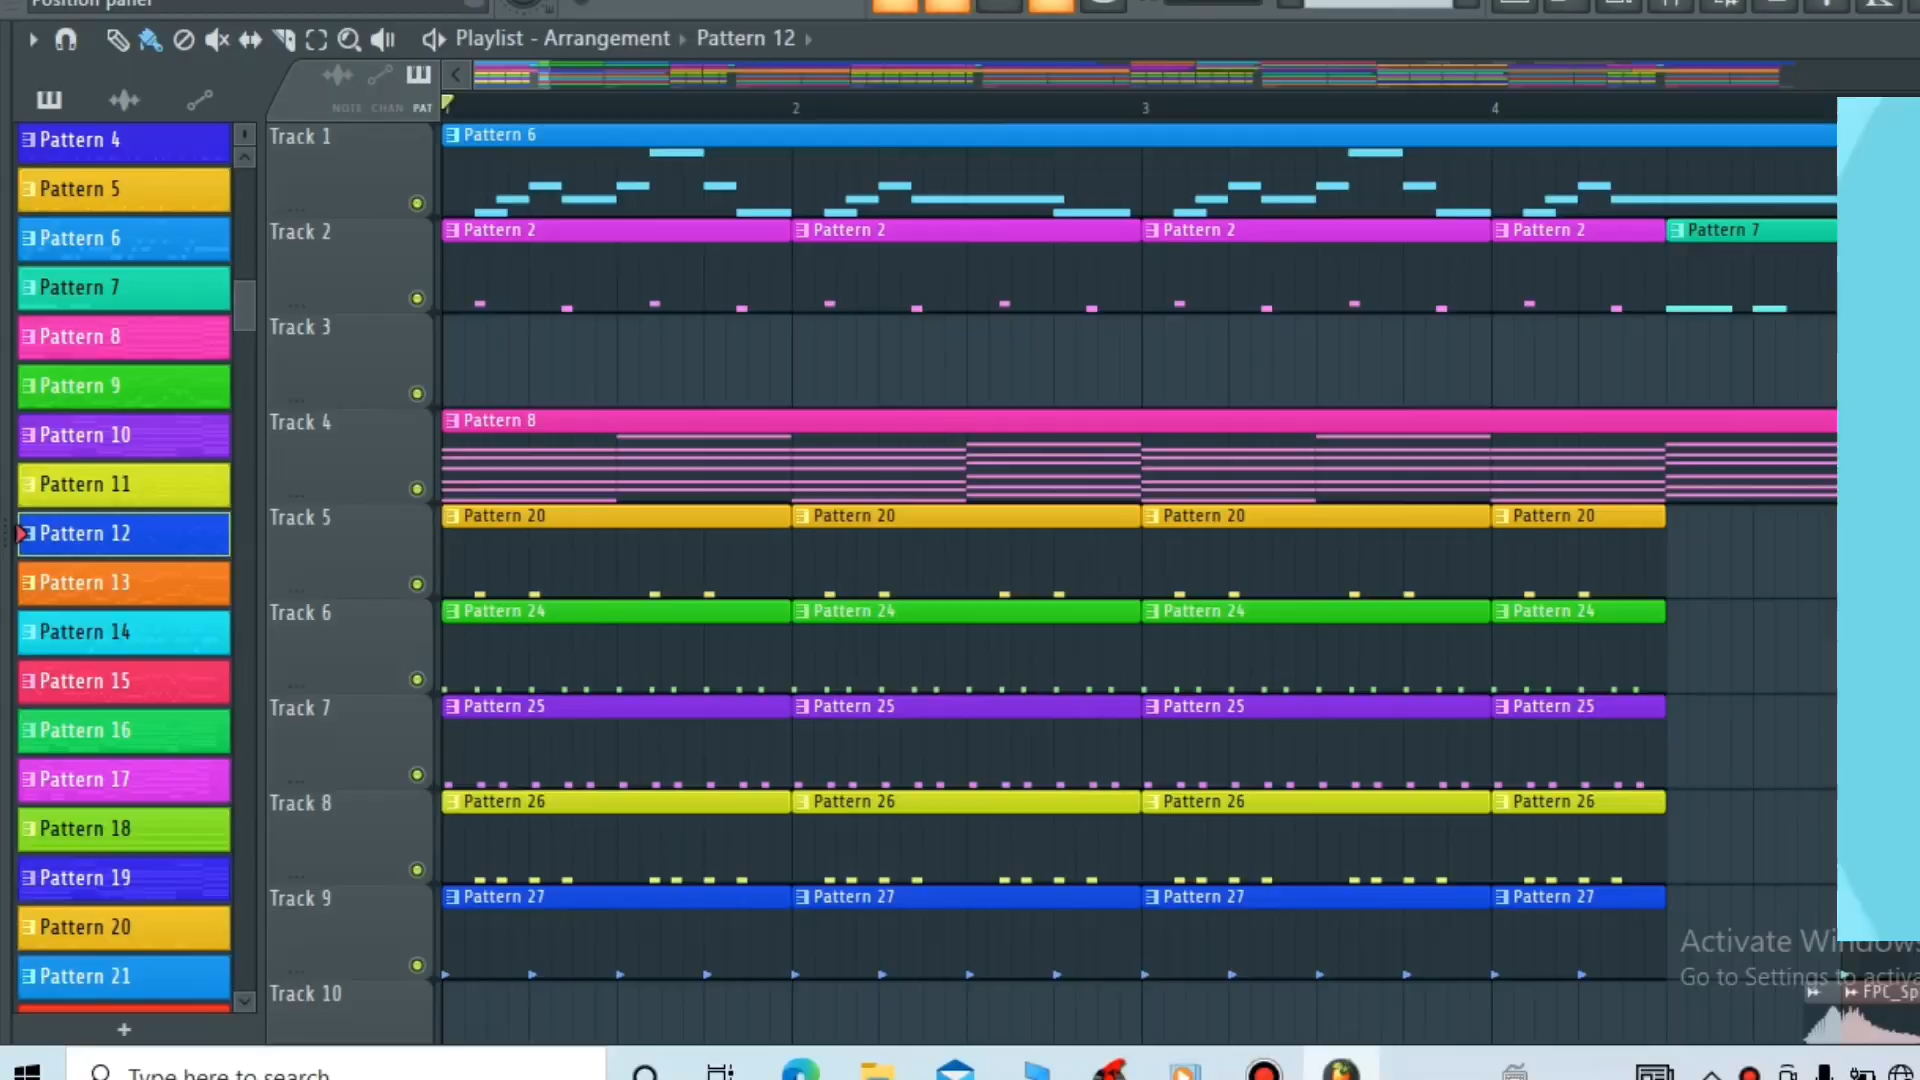 Position panel
Playlist - Arrangement ▸ Pattern 12 ▸
NOTE CHAN PAT
2 3 4
Pattern 4
Pattern 5
Pattern 6
Pattern 7
Pattern 8
Pattern 9
Pattern 10
Pattern 11
Pattern 12
Pattern 13
Pattern 14
Pattern 15
Pattern 16
Pattern 17
Pattern 18
Pattern 19
Pattern 20
Pattern 21
+
Track 1
Pattern 6
Track 2
Pattern 2 Pattern 2 Pattern 2 Pattern 2 Pattern 7
Track 3
Track 4
Pattern 8
Track 5
Pattern 20 Pattern 20 Pattern 20 Pattern 20
Track 6
Pattern 24 Pattern 24 Pattern 24 Pattern 24
Track 7
Pattern 25 Pattern 25 Pattern 25 Pattern 25
Track 8
Pattern 26 Pattern 26 Pattern 26 Pattern 26
Track 9
Pattern 27 Pattern 27 Pattern 27 Pattern 27
Track 10
Activate Windows
Go to Settings to activa
FPC_Sp
Type here to search